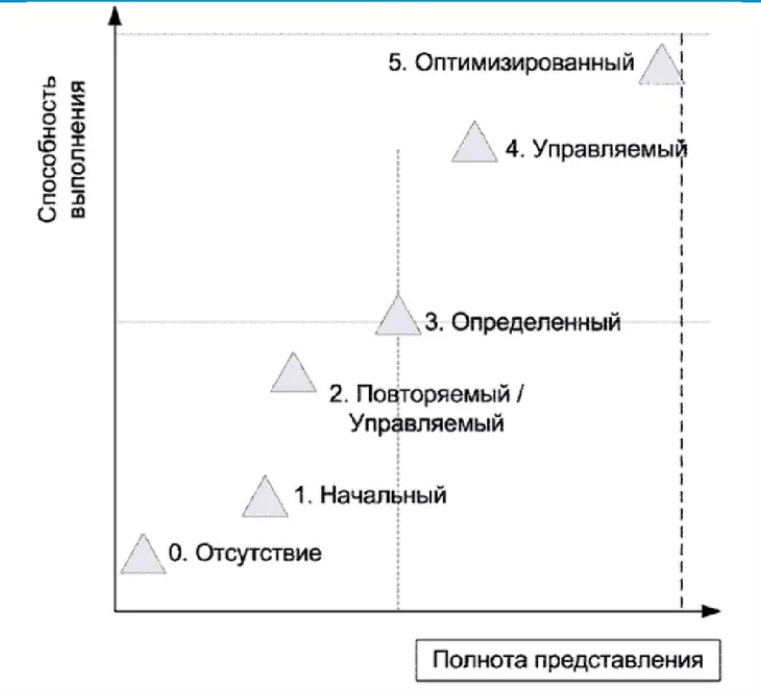 5. Оптимизированный
Способность
выполнения
4. Управляемый
3. Определенный
2. Повторяемый /
Управляемый
1. Начальный
0. Отсутствие
Полнота представления